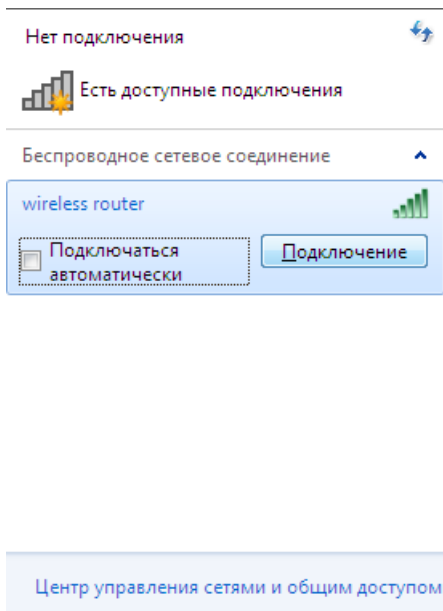 Нет подключения
Есть доступные подключения
Беспроводное сетевое соединение
wireless router
Подключаться
автоматически
Подключение
Центр управления сетями и общим доступом